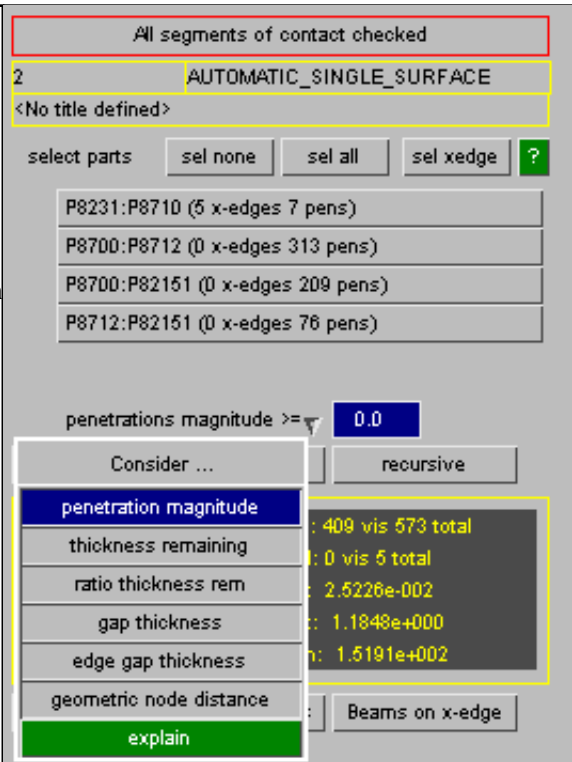 All segments of contact checked
2 AUTOMATIC_SINGLE_SURFACE
<No title defined>
select parts sel none sel all sel xedge ?
P8231:P8710 (5 x-edges 7 pens)
P8700:P8712 (0 x-edges 313 pens)
P8700:P82151 (0 x-edges 209 pens)
P8712:P82151 (0 x-edges 76 pens)
penetrations magnitude >= 0.0
Consider ... recursive
penetration magnitude
: 409 vis 573 total
thickness remaining
: 0 vis 5 total
ratio thickness rem
: 2.5226e-002
gap thickness
: 1.1848e+000
edge gap thickness
: 1.5191e+002
geometric node distance
Beams on x-edge
explain